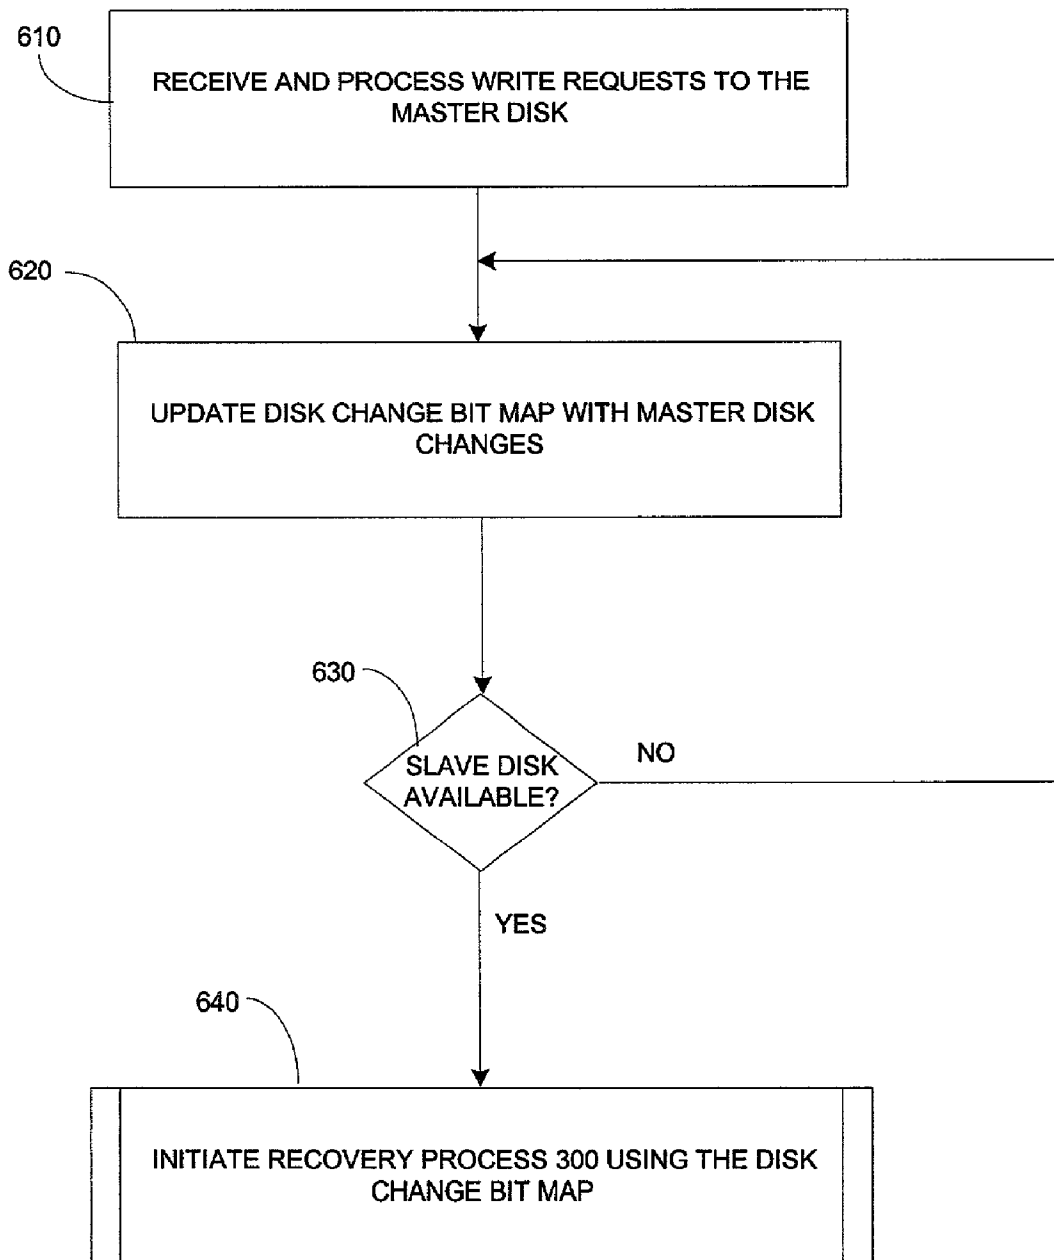 610
RECEIVE AND PROCESS WRITE REQUESTS TO THE
MASTER DISK
620
UPDATE DISK CHANGE BIT MAP WITH MASTER DISK
CHANGES
630
SLAVE DISK
AVAILABLE?
NO
YES
640
INITIATE RECOVERY PROCESS 300 USING THE DISK
CHANGE BIT MAP